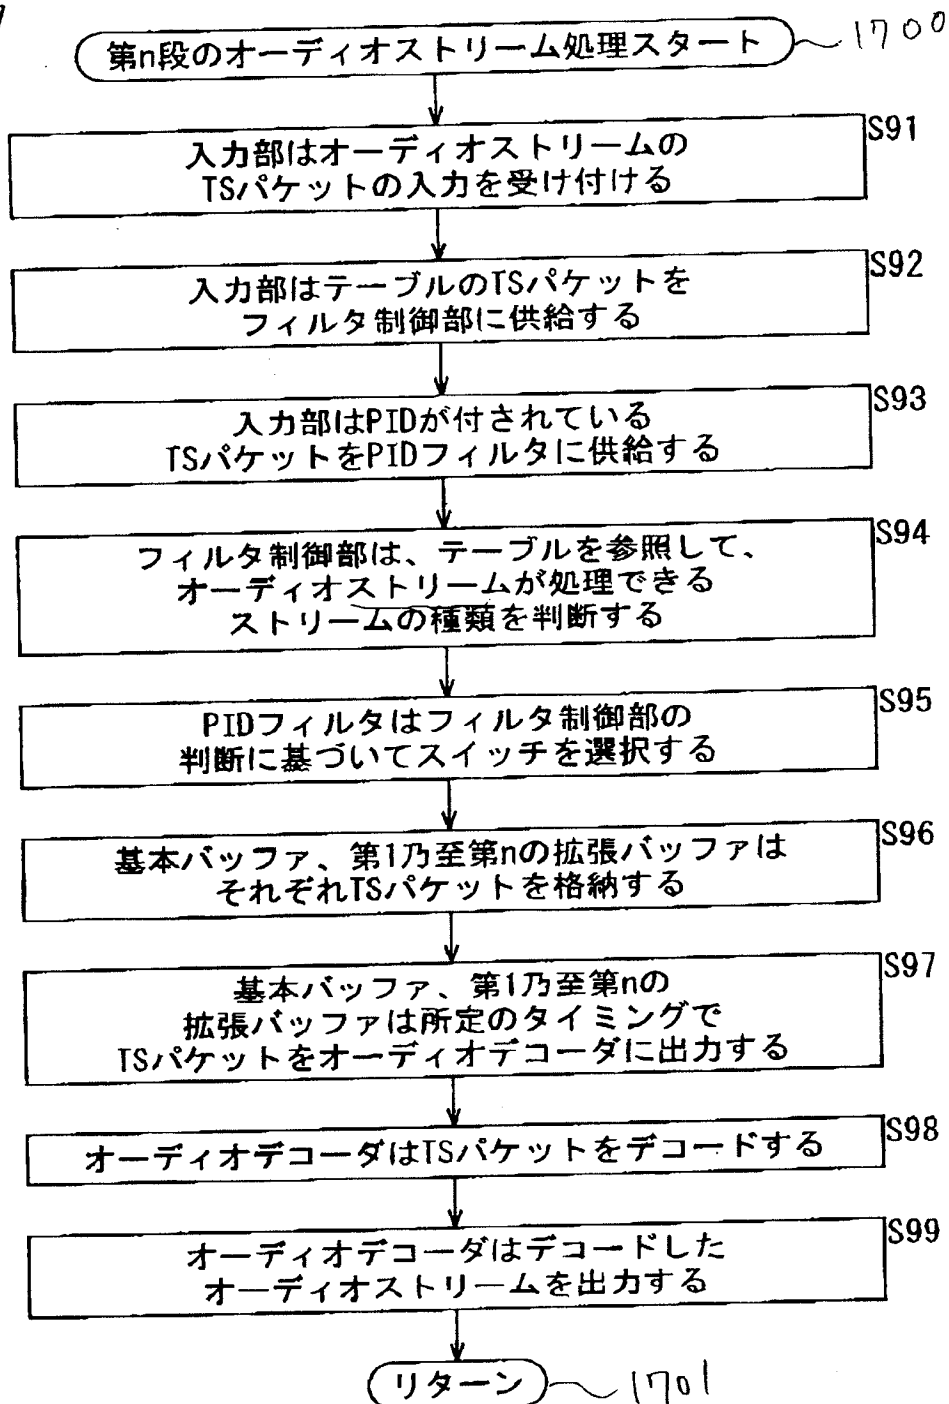 第n段のオーディオストリーム処理スタート
1700
S91
入力部はオーディオストリームの
TSパケットの入力を受け付ける
S92
入力部はテーブルのTSパケットを
フィルタ制御部に供給する
S93
入力部はPIDが付されている
TSパケットをPIDフィルタに供給する
S94
フィルタ制御部は、テーブルを参照して、
オーディオストリームが処理できる
ストリームの種類を判断する
S95
PIDフィルタはフィルタ制御部の
判断に基づいてスイッチを選択する
S96
基本バッファ、第1乃至第nの拡張バッファは
それぞれTSパケットを格納する
S97
基本バッファ、第1乃至第nの
拡張バッファは所定のタイミングで
TSパケットをオーディオデコーダに出力する
S98
オーディオデコーダはTSパケットをデコードする
S99
オーディオデコーダはデコードした
オーディオストリームを出力する
リターン
1701